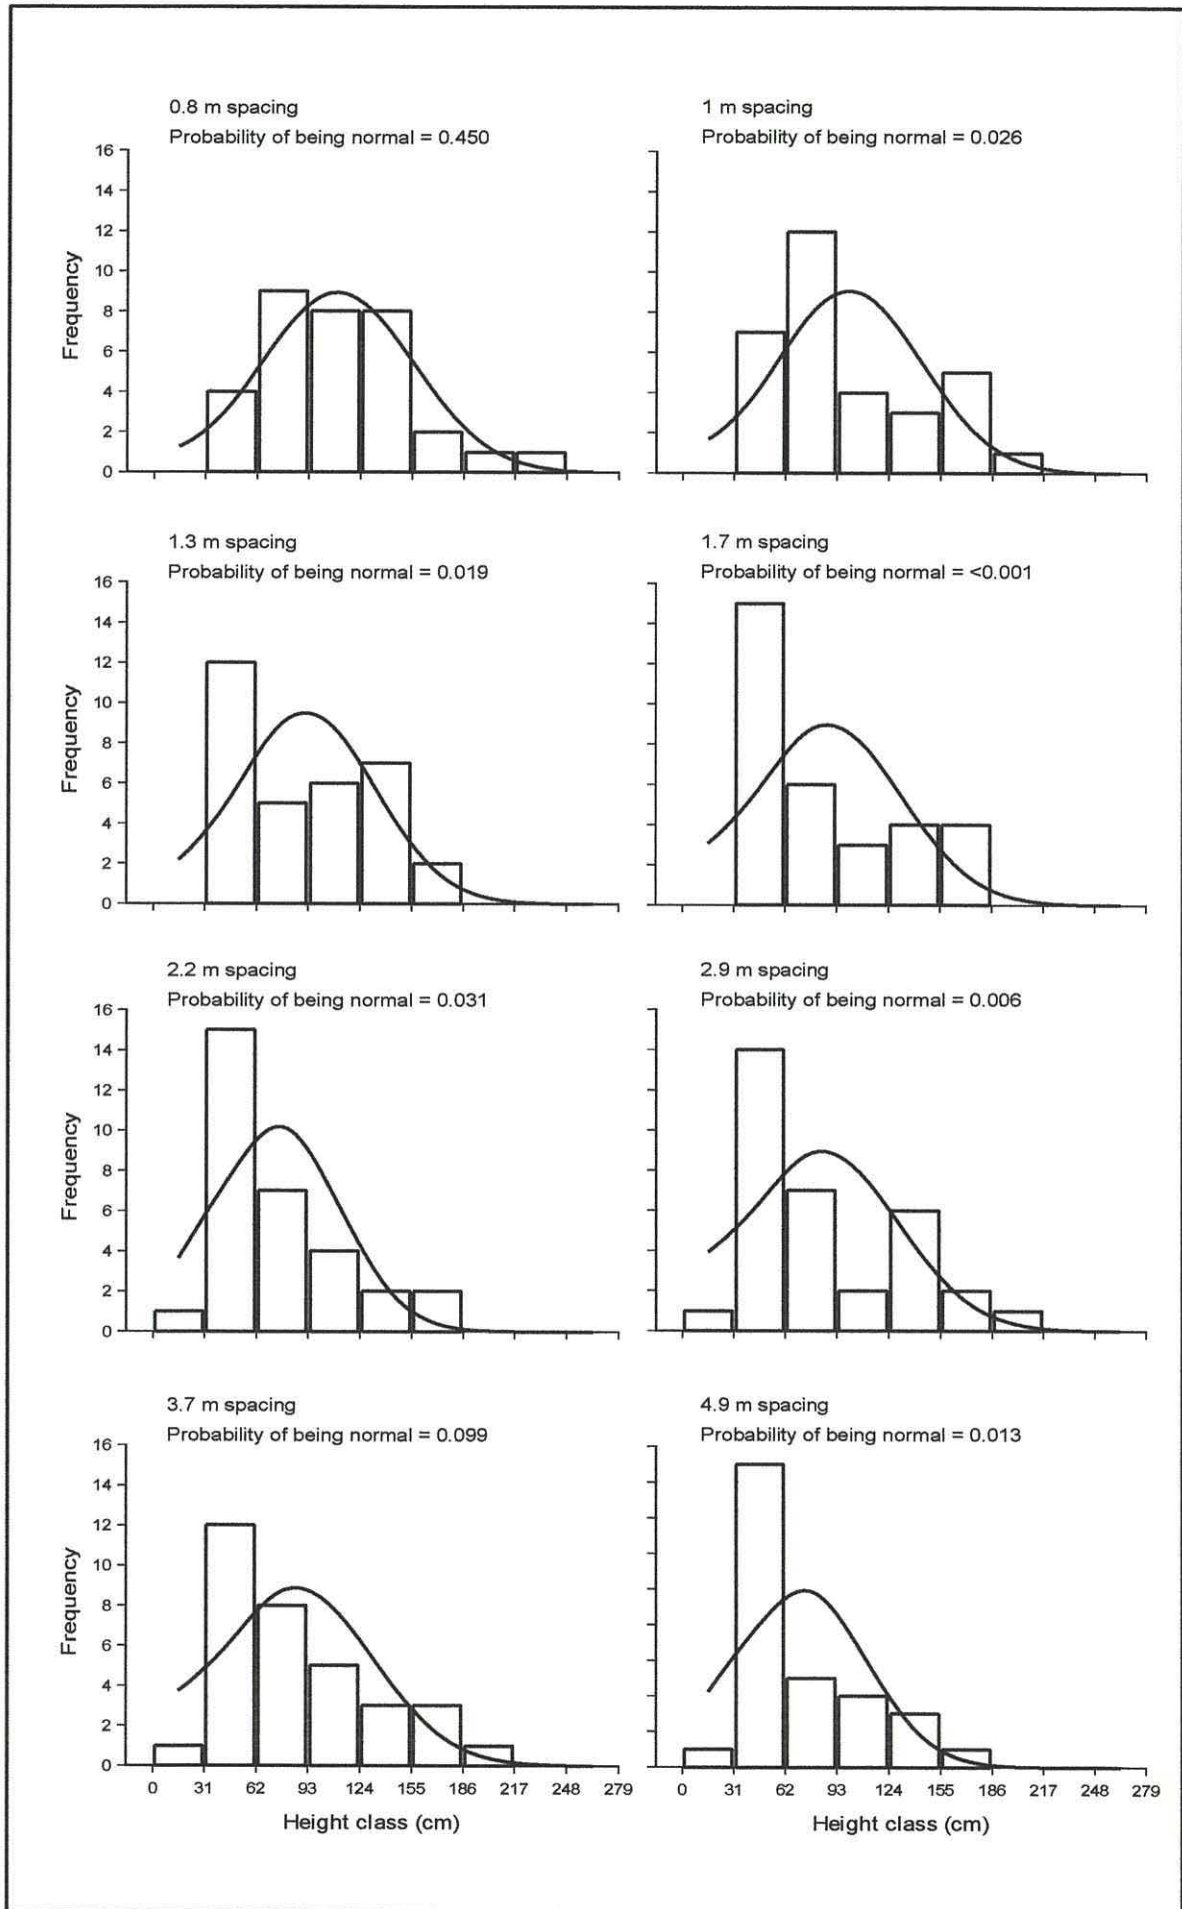 0.8 m spacing
Probability of being normal = 0.450
16
14
12
10
8
6
4
2
0
Frequency
1 m spacing
Probability of being normal = 0.026
1.3 m spacing
Probability of being normal = 0.019
16
14
12
10
8
6
4
2
0
Frequency
1.7 m spacing
Probability of being normal = <0.001
2.2 m spacing
Probability of being normal = 0.031
16
14
12
10
8
6
4
2
0
Frequency
2.9 m spacing
Probability of being normal = 0.006
3.7 m spacing
Probability of being normal = 0.099
16
14
12
10
8
6
4
2
0
Frequency
0 31 62 93 124 155 186 217 248 279
Height class (cm)
4.9 m spacing
Probability of being normal = 0.013
0 31 62 93 124 155 186 217 248 279
Height class (cm)